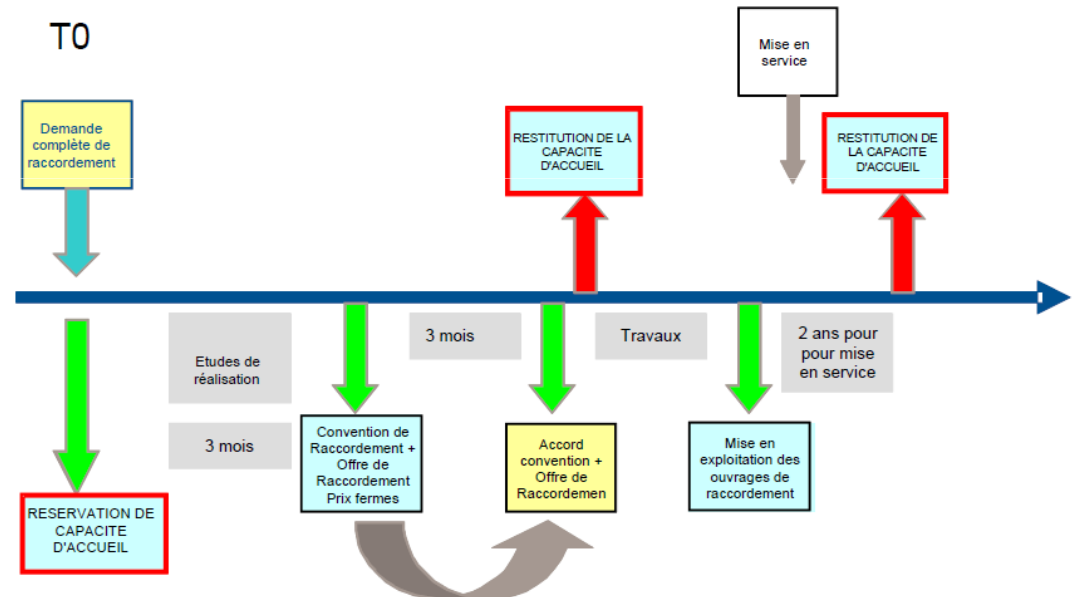 T0
Mise en
service
Demande
complète de
raccordement
RESTITUTION DE LA
CAPACITE
D'ACCUEIL
RESTITUTION DE
LA CAPACITE
D'ACCUEIL
Etudes de
réalisation
3 mois
3 mois
Travaux
2 ans pour
pour mise
en service
Convention de
Raccordement +
Offre de
Raccordement
Prix fermes
Accord
convention +
Offre de
Raccordemen
Mise en
exploitation des
ouvrages de
raccordement
RESERVATION DE
CAPACITE
D'ACCUEIL